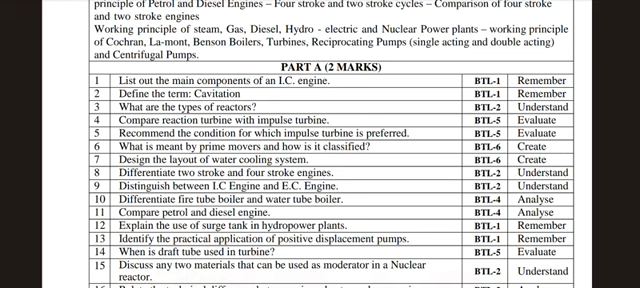 principle of Petrol and Diesel Engines – Four stroke and two stroke cycles – Comparison of four stroke
and two stroke engines
Working principle of steam, Gas, Diesel, Hydro - electric and Nuclear Power plants – working principle
of Cochran, La-mont, Benson Boilers, Turbines, Reciprocating Pumps (single acting and double acting)
and Centrifugal Pumps.
PART A (2 MARKS)
1 List out the main components of an I.C. engine. BTL-1 Remember
2 Define the term: Cavitation BTL-1 Remember
3 What are the types of reactors? BTL-2 Understand
4 Compare reaction turbine with impulse turbine. BTL-5 Evaluate
5 Recommend the condition for which impulse turbine is preferred. BTL-5 Evaluate
6 What is meant by prime movers and how is it classified? BTL-6 Create
7 Design the layout of water cooling system. BTL-6 Create
8 Differentiate two stroke and four stroke engines. BTL-2 Understand
9 Distinguish between I.C Engine and E.C. Engine. BTL-2 Understand
10 Differentiate fire tube boiler and water tube boiler. BTL-4 Analyse
11 Compare petrol and diesel engine. BTL-4 Analyse
12 Explain the use of surge tank in hydropower plants. BTL-1 Remember
13 Identify the practical application of positive displacement pumps. BTL-1 Remember
14 When is draft tube used in turbine? BTL-5 Evaluate
15 Discuss any two materials that can be used as moderator in a Nuclear
reactor. BTL-2 Understand